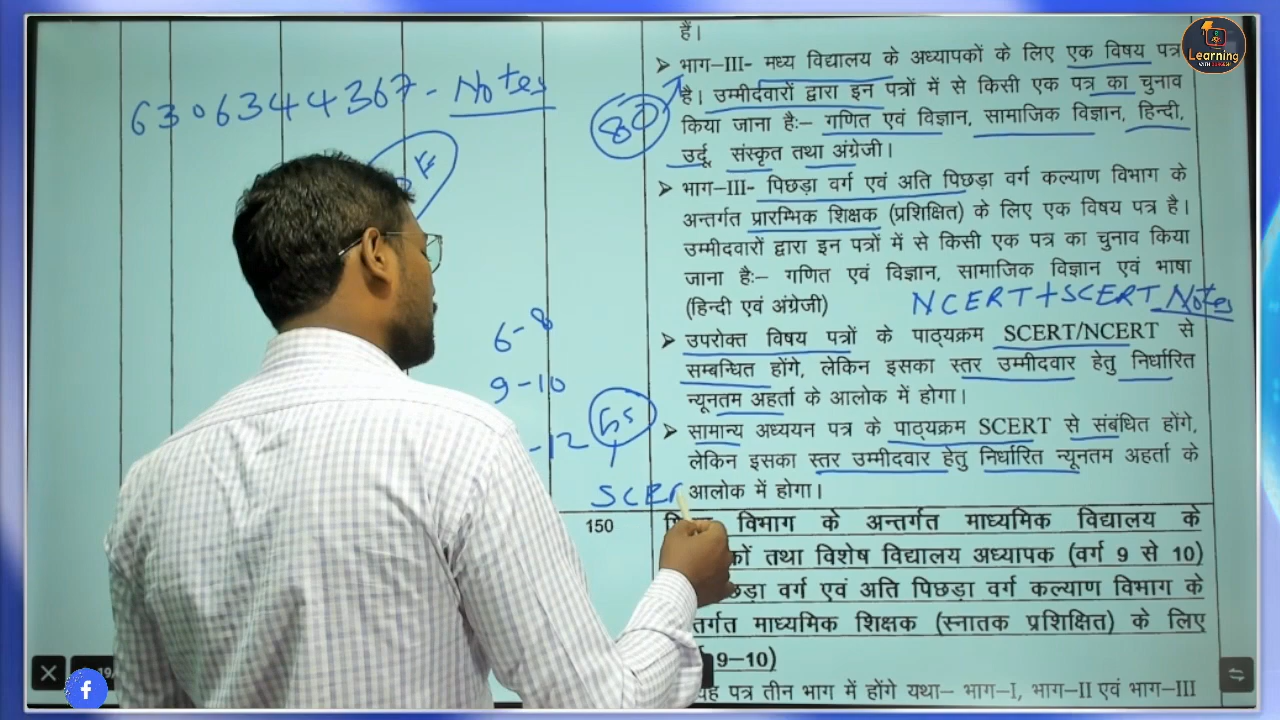 Learning
6306344367 - Notes
6-8
9-10
-12
GS
SCER
80
हैं।
➤ भाग-III- मध्य विद्यालय के अध्यापकों के लिए एक विषय पत्र
है। उम्मीदवारों द्वारा इन पत्रों में से किसी एक पत्र का चुनाव
किया जाना है:– गणित एवं विज्ञान, सामाजिक विज्ञान, हिन्दी,
उर्दू, संस्कृत तथा अंग्रेजी।
➤ भाग-III- पिछड़ा वर्ग एवं अति पिछड़ा वर्ग कल्याण विभाग के
अन्तर्गत प्रारम्भिक शिक्षक (प्रशिक्षित) के लिए एक विषय पत्र है।
उम्मीदवारों द्वारा इन पत्रों में से किसी एक पत्र का चुनाव किया
जाना है:– गणित एवं विज्ञान, सामाजिक विज्ञान एवं भाषा
(हिन्दी एवं अंग्रेजी)
NCERT+SCERT Notes
➤ उपरोक्त विषय पत्रों के पाठ्यक्रम SCERT/NCERT से
सम्बन्धित होंगे, लेकिन इसका स्तर उम्मीदवार हेतु निर्धारित
न्यूनतम अहर्ता के आलोक में होगा।
➤ सामान्य अध्ययन पत्र के पाठ्यक्रम SCERT से संबंधित होंगे,
लेकिन इसका स्तर उम्मीदवार हेतु निर्धारित न्यूनतम अहर्ता के
आलोक में होगा।
150
विभाग के अन्तर्गत माध्यमिक विद्यालय के
कों तथा विशेष विद्यालय अध्यापक (वर्ग 9 से 10)
छड़ा वर्ग एवं अति पिछड़ा वर्ग कल्याण विभाग के
तर्गत माध्यमिक शिक्षक (स्नातक प्रशिक्षित) के लिए
9–10)
यह पत्र तीन भाग में होंगे यथा– भाग-I, भाग-II एवं भाग-III